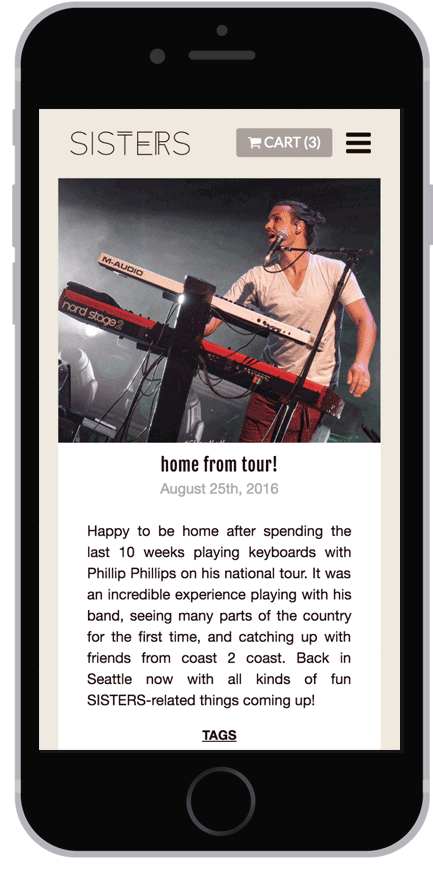 SISTERS
CART (3)
M-AUDIO
nord stage 2
home from tour!
August 25th, 2016
Happy to be home after spending the
last 10 weeks playing keyboards with
Phillip Phillips on his national tour. It was
an incredible experience playing with his
band, seeing many parts of the country
for the first time, and catching up with
friends from coast 2 coast. Back in
Seattle now with all kinds of fun
SISTERS-related things coming up!
TAGS